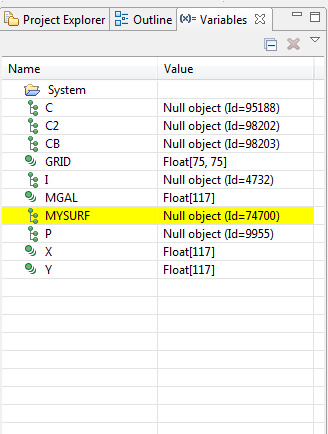 Project Explorer Outline (x)= Variables
Name Value
System
C Null object (Id=95188)
C2 Null object (Id=98202)
CB Null object (Id=98203)
GRID Float[75, 75]
I Null object (Id=4732)
MGAL Float[117]
MYSURF Null object (Id=74700)
P Null object (Id=9955)
X Float[117]
Y Float[117]